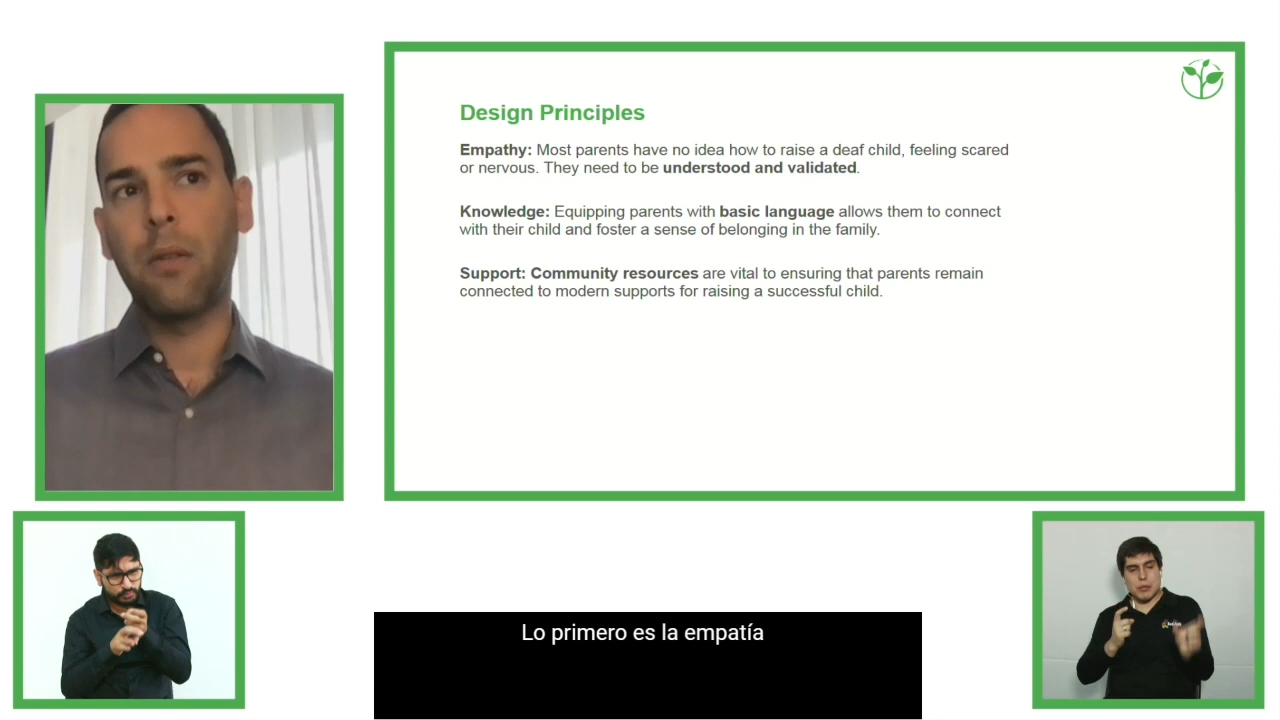 Design Principles
Empathy: Most parents have no idea how to raise a deaf child, feeling scared
or nervous. They need to be understood and validated.
Knowledge: Equipping parents with basic language allows them to connect
with their child and foster a sense of belonging in the family.
Support: Community resources are vital to ensuring that parents remain
connected to modern supports for raising a successful child.
Lo primero es la empatía